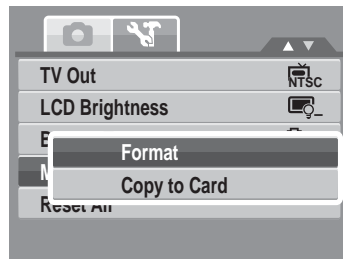 TV Out
NTSC
LCD Brightness
Format
Copy to Card
Reset All